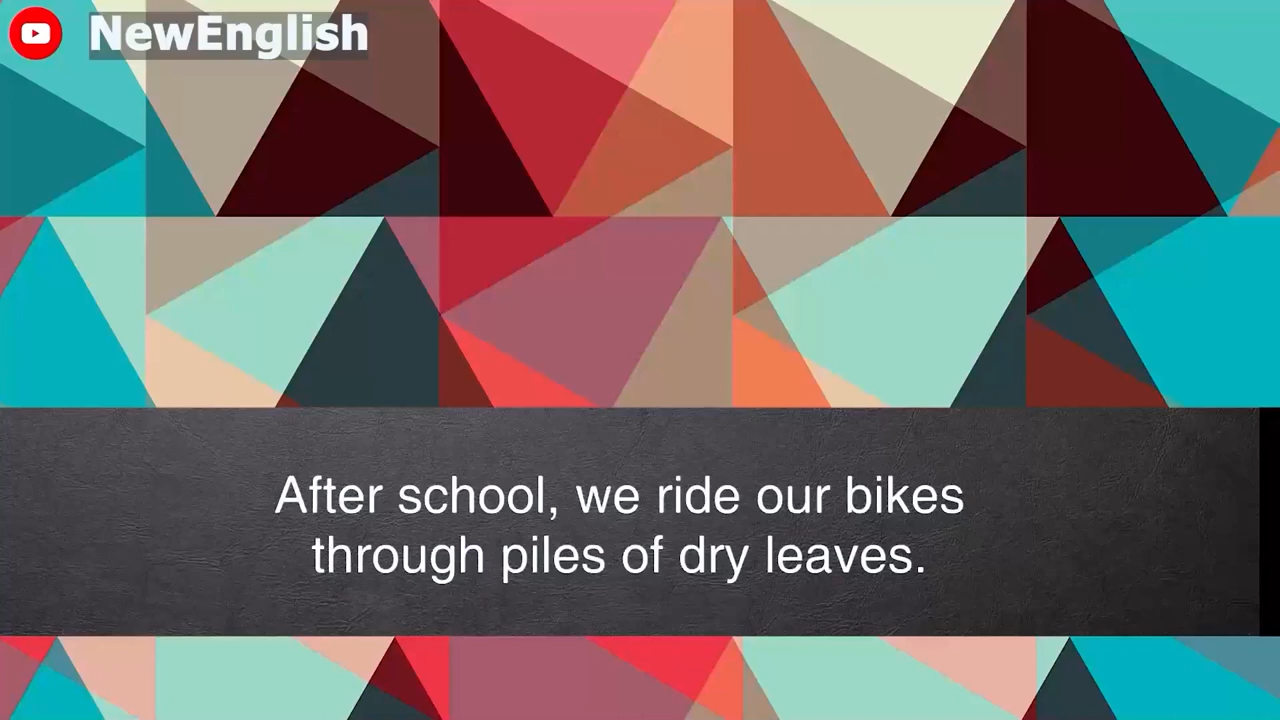 NewEnglish
After school, we ride our bikes
through piles of dry leaves.